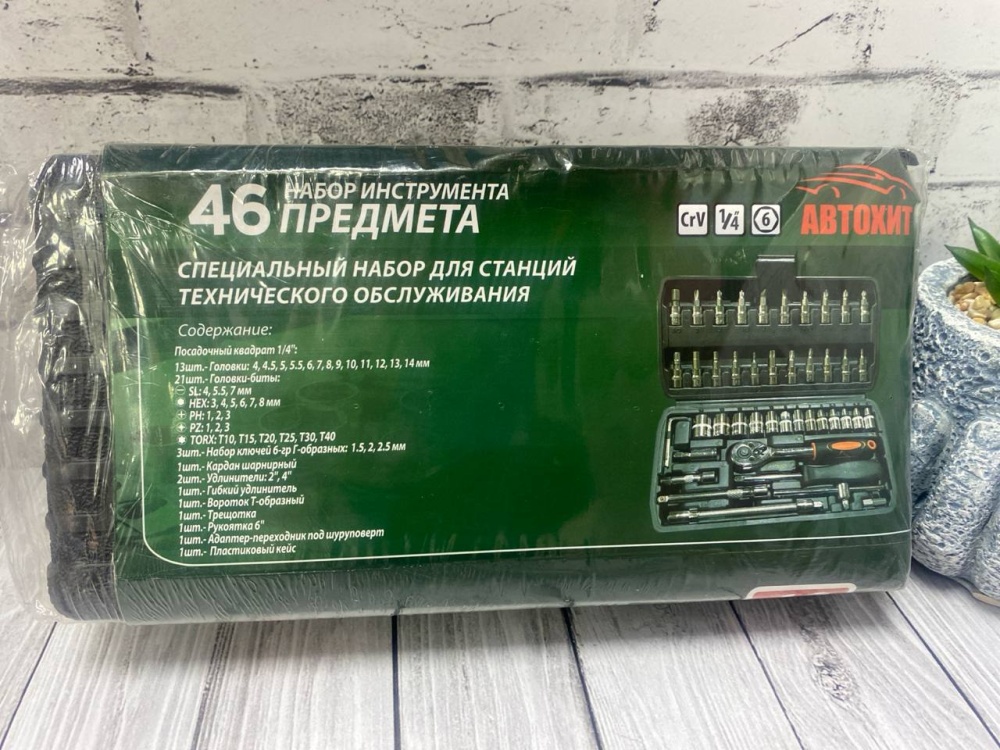 46 НАБОР ИНСТРУМЕНТА
ПРЕДМЕТА
CrV 1/4" 6
АВТОХИТ
СПЕЦИАЛЬНЫЙ НАБОР ДЛЯ СТАНЦИЙ
ТЕХНИЧЕСКОГО ОБСЛУЖИВАНИЯ
Содержание:
Посадочный квадрат 1/4":
13шт.- Головки: 4, 4.5, 5, 5.5, 6, 7, 8, 9, 10, 11, 12, 13, 14 мм
21шт.- Головки-биты:
SL: 4, 5.5, 7 мм
HEX: 3, 4, 5, 6, 7, 8 мм
PH: 1, 2, 3
PZ: 1, 2, 3
TORX: T10, T15, T20, T25, T30, T40
3шт.- Набор ключей 6-гр Г-образных: 1.5, 2, 2.5 мм
1шт.- Кардан шарнирный
2шт.- Удлинители: 2", 4"
1шт.- Гибкий удлинитель
1шт.- Вороток Т-образный
1шт.- Трещотка
1шт.- Рукоятка 6"
1шт.- Адаптер-переходник под шуруповерт
1шт.- Пластиковый кейс